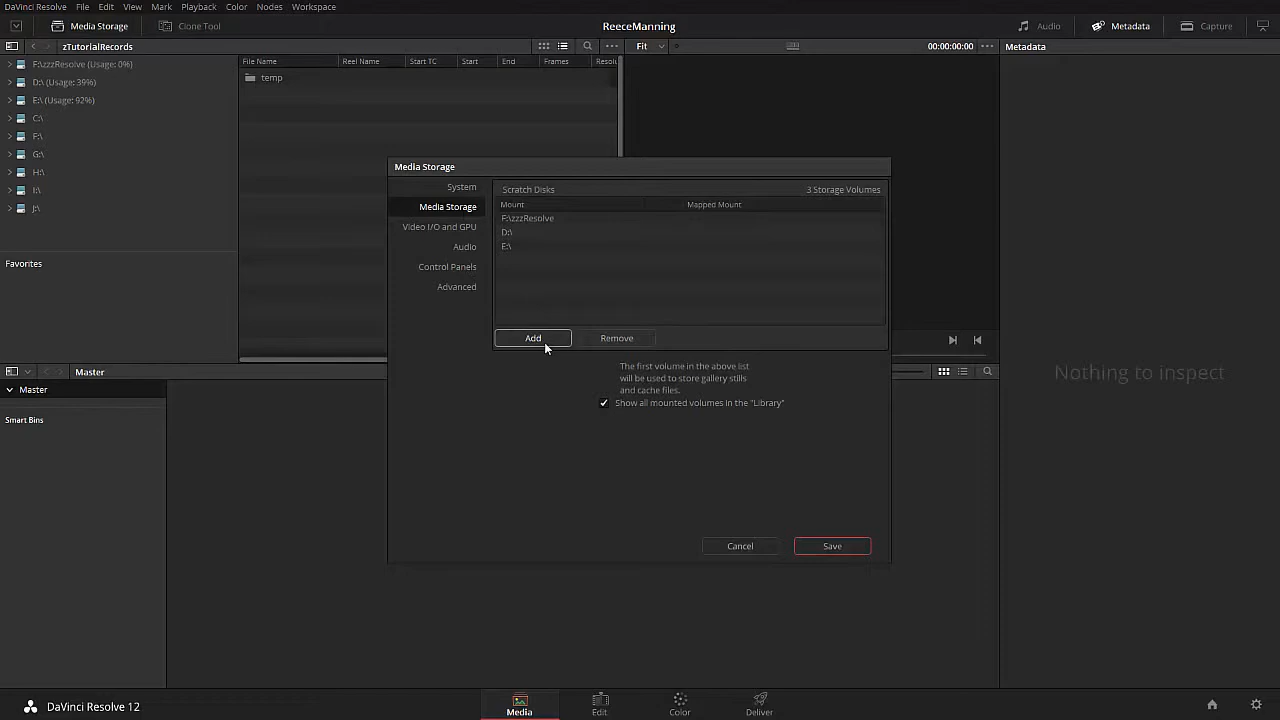 DaVinci Resolve File Edit View Mark Playback Color Nodes Workspace
Media Storage Clone Tool ReeceManning Audio Metadata Capture
zTutorialRecords Fit 00:00:00:00 Metadata
F:\zzzResolve (Usage: 0%)
D:\ (Usage: 39%)
E:\ (Usage: 92%)
C:\
F:\
G:\
H:\
I:\
J:\
Favorites
File Name Reel Name Start TC Start End Frames Resolu
temp
Media Storage
System
Media Storage
Video I/O and GPU
Audio
Control Panels
Advanced
Scratch Disks 3 Storage Volumes
Mount Mapped Mount
F:\zzzResolve
D:\
E:\
Add Remove
The first volume in the above list
will be used to store gallery stills
and cache files.
Show all mounted volumes in the "Library"
Cancel Save
Nothing to inspect
Master
Master
Smart Bins
DaVinci Resolve 12 Media Edit Color Deliver